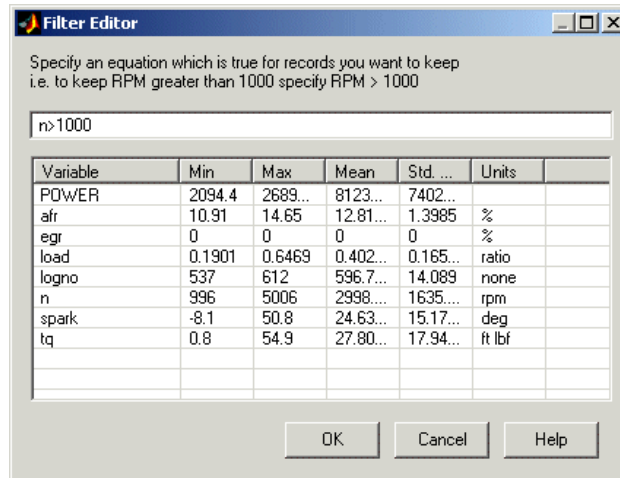 Filter Editor
Specify an equation which is true for records you want to keep
i.e. to keep RPM greater than 1000 specify RPM > 1000
n>1000
Variable Min Max Mean Std. ... Units
POWER 2094.4 2689... 8123... 7402...
afr 10.91 14.65 12.81... 1.3985 %
egr 0 0 0 0 %
load 0.1901 0.6469 0.402... 0.165... ratio
logno 537 612 596.7... 14.089 none
n 996 5006 2998.... 1635.... rpm
spark -8.1 50.8 24.63... 15.17... deg
tq 0.8 54.9 27.80... 17.94... ft lbf
OK Cancel Help